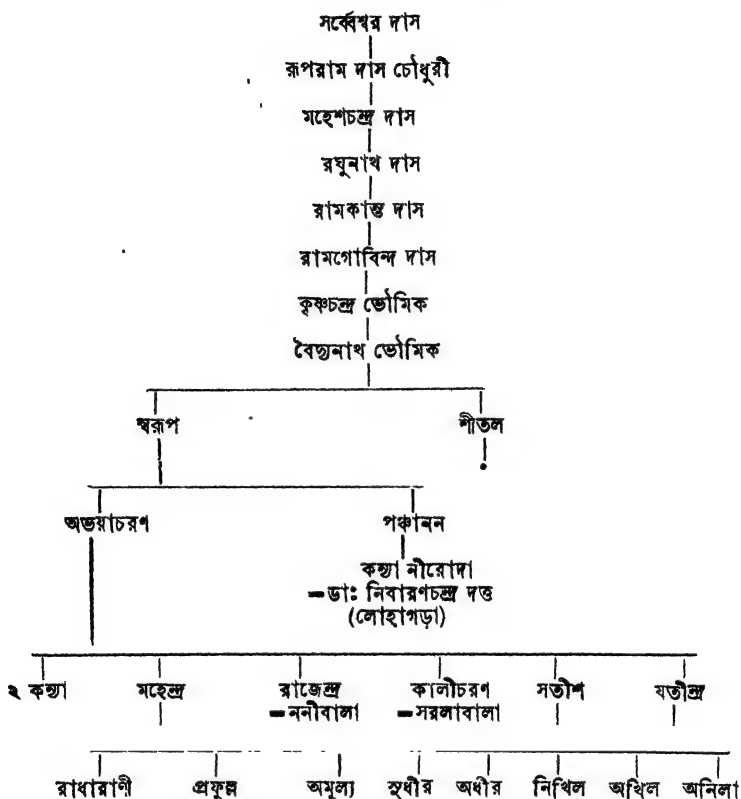 সর্ব্বেশ্বর দাস
রূপরাম দাস চৌধুরী
মহেশচন্দ্র দাস
রঘুনাথ দাস
রামকান্ত দাস
রামগোবিন্দ দাস
কৃষ্ণচন্দ্র ভৌমিক
বৈদ্যনাথ ভৌমিক
স্বরূপ শীতল
অভয়াচরণ পঞ্চানন
কন্যা নীরোদা
—ডাঃ নিবারণচন্দ্র দত্ত
(লোহাগড়া)
২ কন্যা মহেন্দ্র রাজেন্দ্র কালীচরণ সতীশ যতীন্দ্র
—ননীবালা —সরলাবালা
রাধারাণী প্রফুল্ল অমূল্য সুধীর অধীর নিখিল অখিল অনিলা